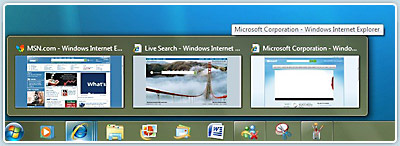 Microsoft Corporation - Windows Internet Explorer
MSN.com - Windows Internet E...
Live Search - Windows Internet ...
Microsoft Corporation - Windo...